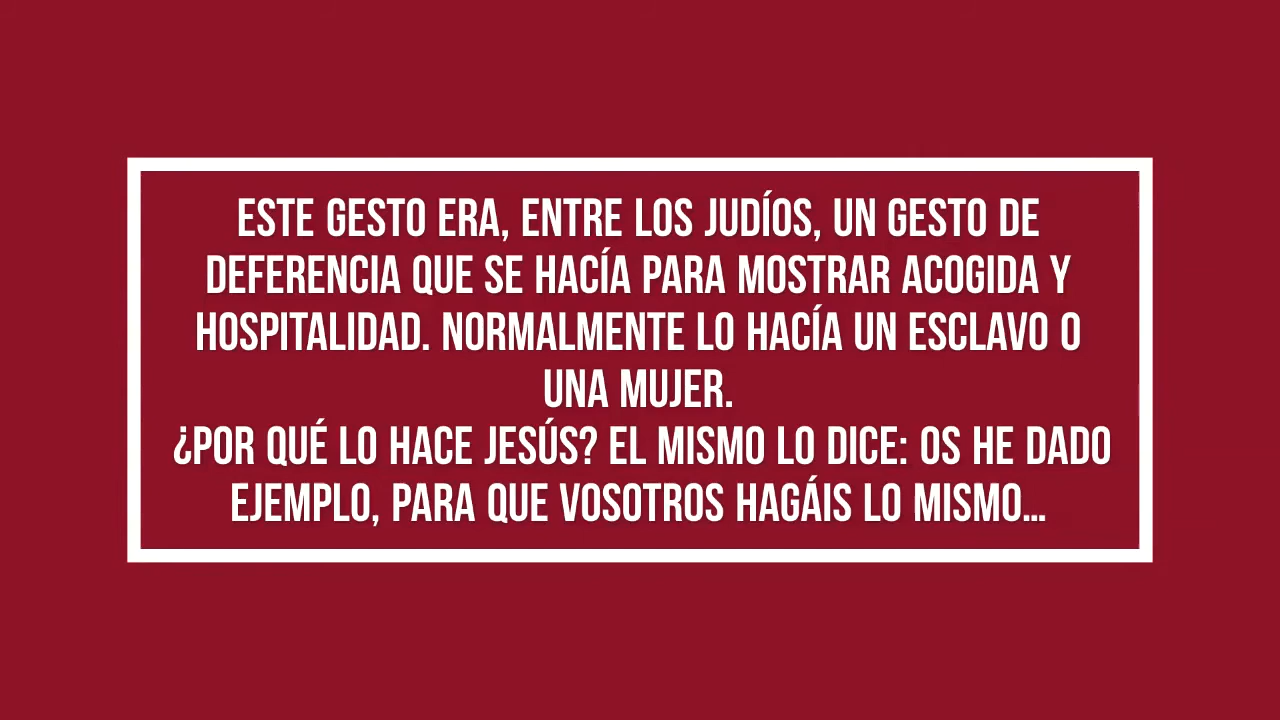 ESTE GESTO ERA, ENTRE LOS JUDÍOS, UN GESTO DE
DEFERENCIA QUE SE HACÍA PARA MOSTRAR ACOGIDA Y
HOSPITALIDAD. NORMALMENTE LO HACÍA UN ESCLAVO O
UNA MUJER.
¿POR QUÉ LO HACE JESÚS? EL MISMO LO DICE: OS HE DADO
EJEMPLO, PARA QUE VOSOTROS HAGÁIS LO MISMO...